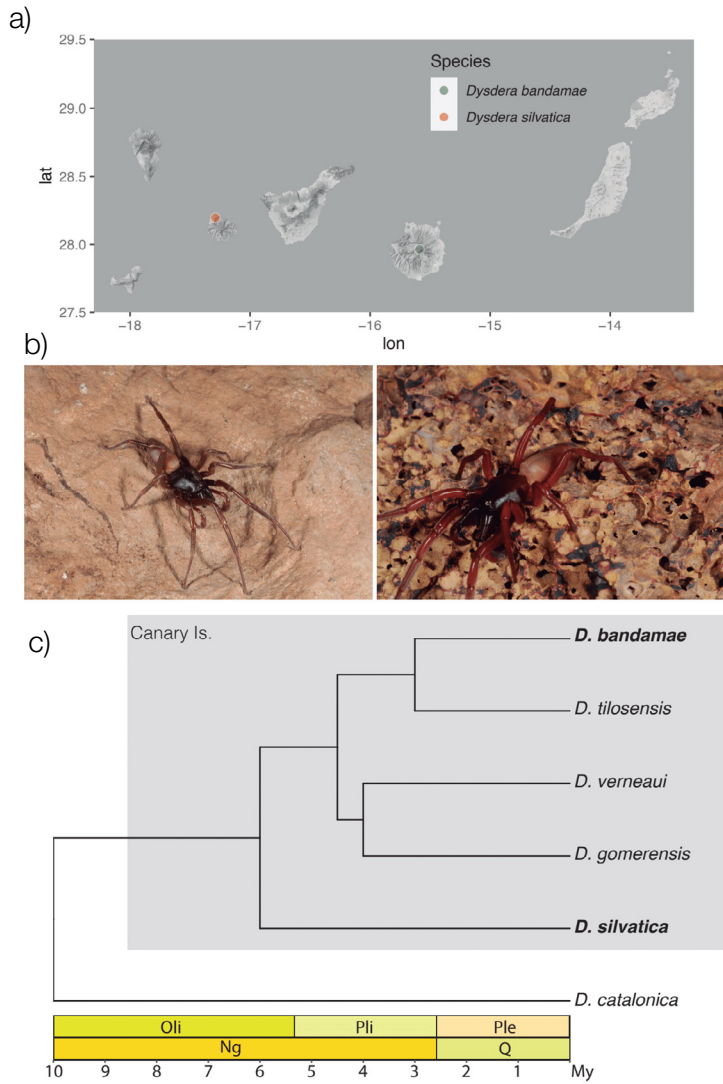 a)
29.5
29.0
28.5
28.0
27.5
lat
Species
Dysdera bandamae
Dysdera silvatica
−18 −17 −16 −15 −14
lon
b)
c)
Canary Is.
D. bandamae
D. tilosensis
D. verneaui
D. gomerensis
D. silvatica
D. catalonica
Oli Pli Ple
Ng Q
10 9 8 7 6 5 4 3 2 1 My